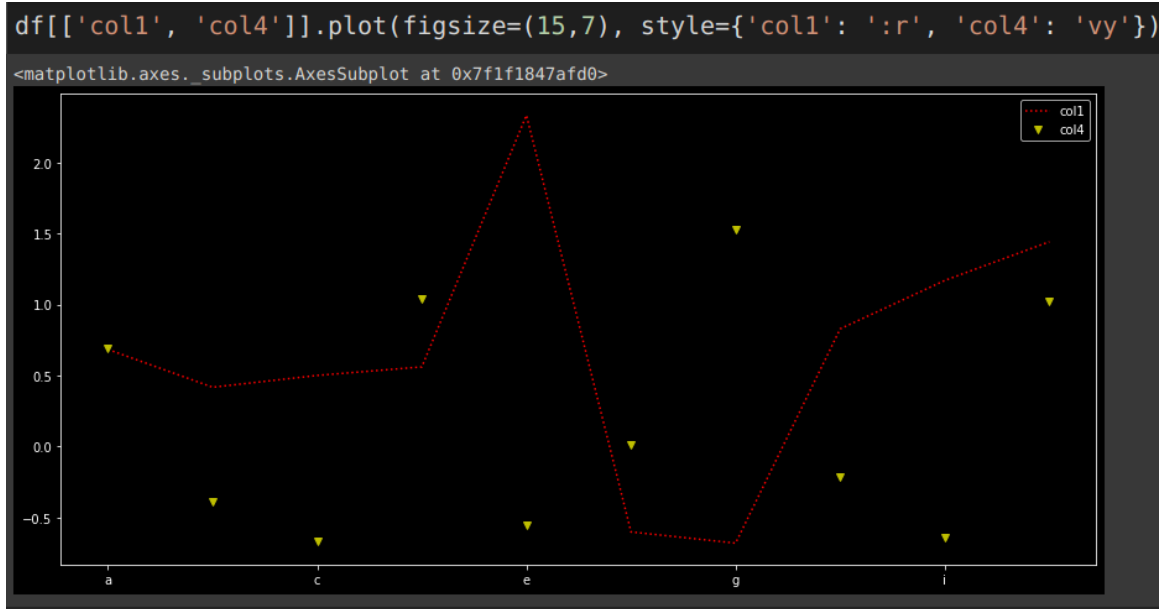 df[['col1', 'col4']].plot(figsize=(15,7), style={'col1': ':r', 'col4': 'vy'})
<matplotlib.axes._subplots.AxesSubplot at 0x7f1f1847afd0>
col1
col4
2.0
1.5
1.0
0.5
0.0
−0.5
a
c
e
g
i